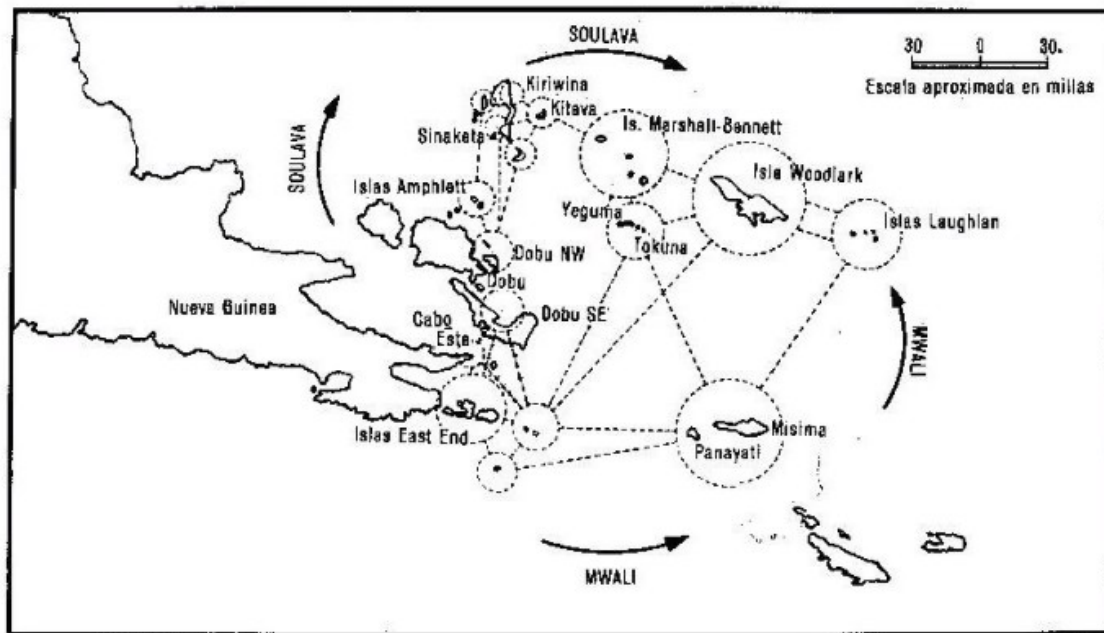 SOULAVA
30 0 30.
Escala aproximada en millas
Kiriwina
Kitava
Sinaketa
Is. Marshall-Bennett
Isla Woodlark
SOULAVA
Islas Amphlett
Yeguma
Tokuna
Islas Laughlan
Dobu NW
Dobu
Nueva Guinea
Dobu SE
Cabo
Este
MWALI
Islas East End
Misima
Panayati
MWALI